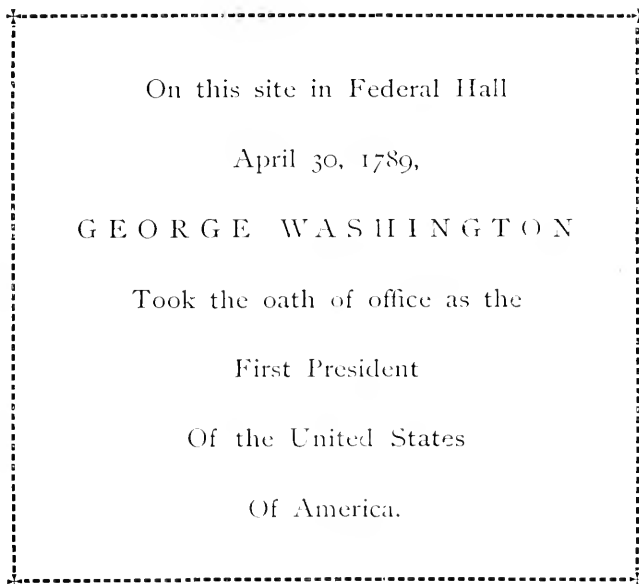 On this site in Federal Hall
April 30, 1789,
GEORGE WASHINGTON
Took the oath of office as the
First President
Of the United States
Of America.